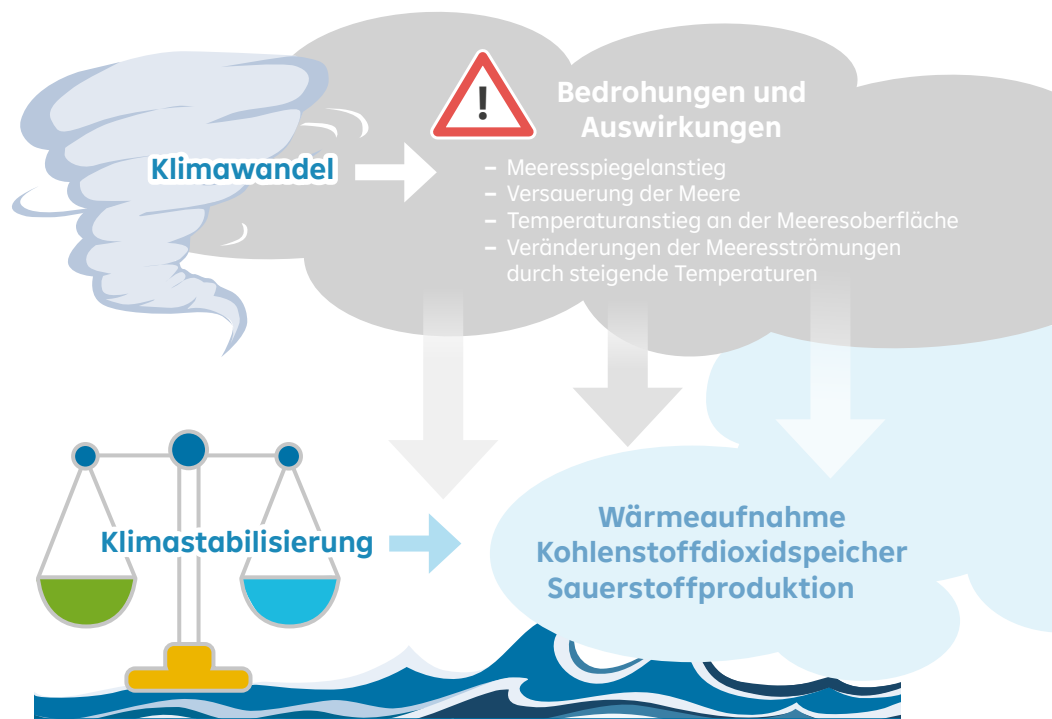 Bedrohungen und
Auswirkungen
Klimawandel
– Meeresspiegelanstieg
– Versauerung der Meere
– Temperaturanstieg an der Meeresoberfläche
– Veränderungen der Meeresströmungen
durch steigende Temperaturen
Klimastabilisierung
Wärmeaufnahme
Kohlenstoffdioxidspeicher
Sauerstoffproduktion